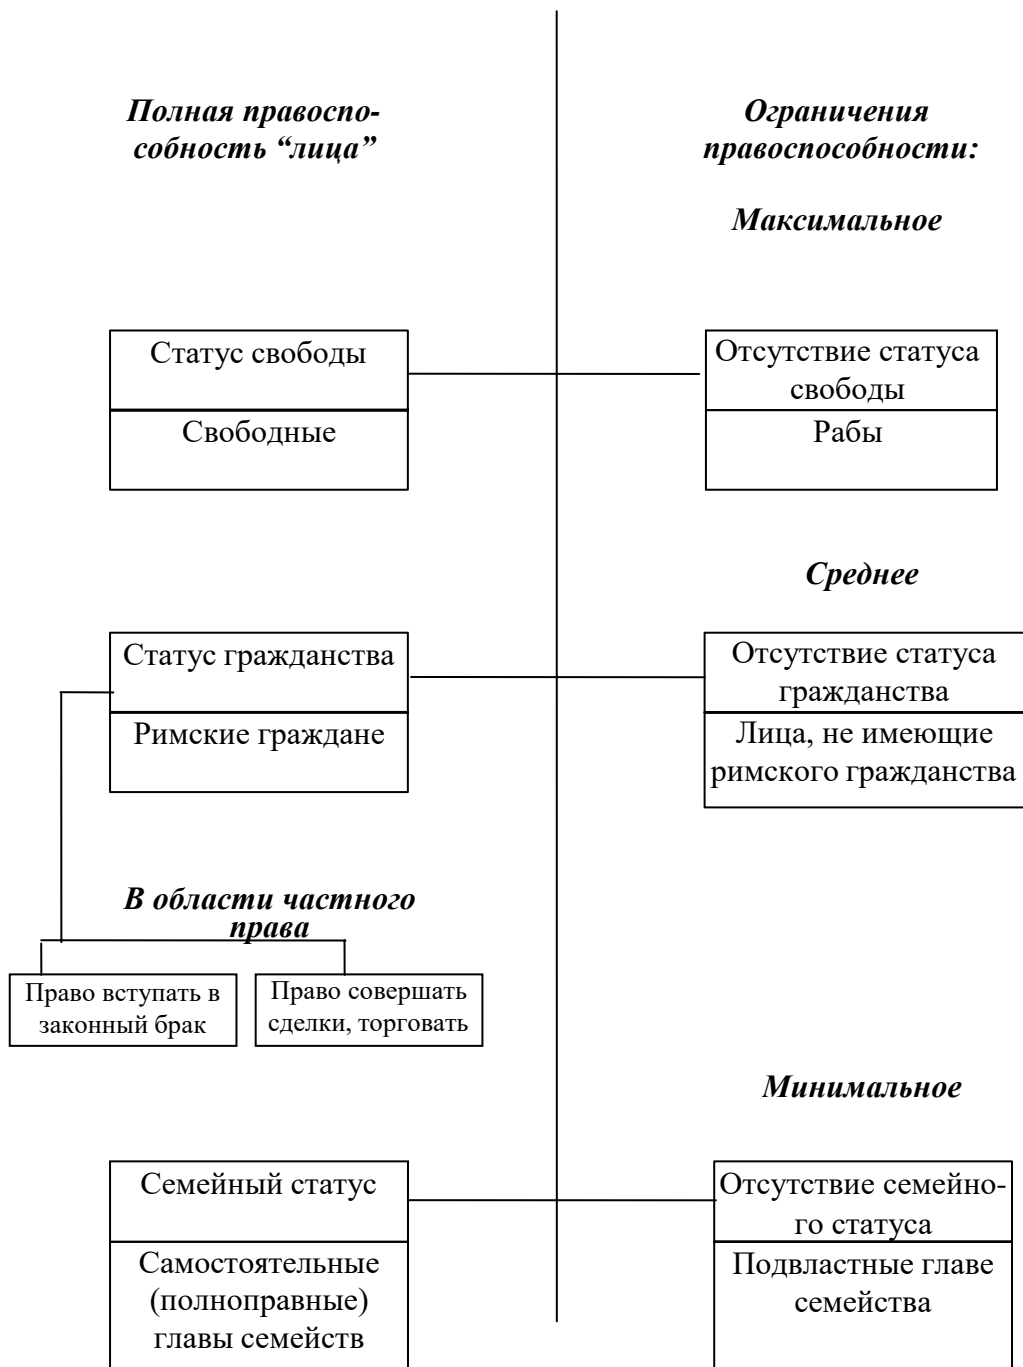 Полная правоспо-
собность “лица”
Ограничения
правоспособности:
Максимальное
Статус свободы
Свободные
Отсутствие статуса
свободы
Рабы
Среднее
Статус гражданства
Римские граждане
Отсутствие статуса
гражданства
Лица, не имеющие
римского гражданства
В области частного
права
Право вступать в
законный брак
Право совершать
сделки, торговать
Минимальное
Семейный статус
Самостоятельные
(полноправные)
главы семейств
Отсутствие семейно-
го статуса
Подвластные главе
семейства